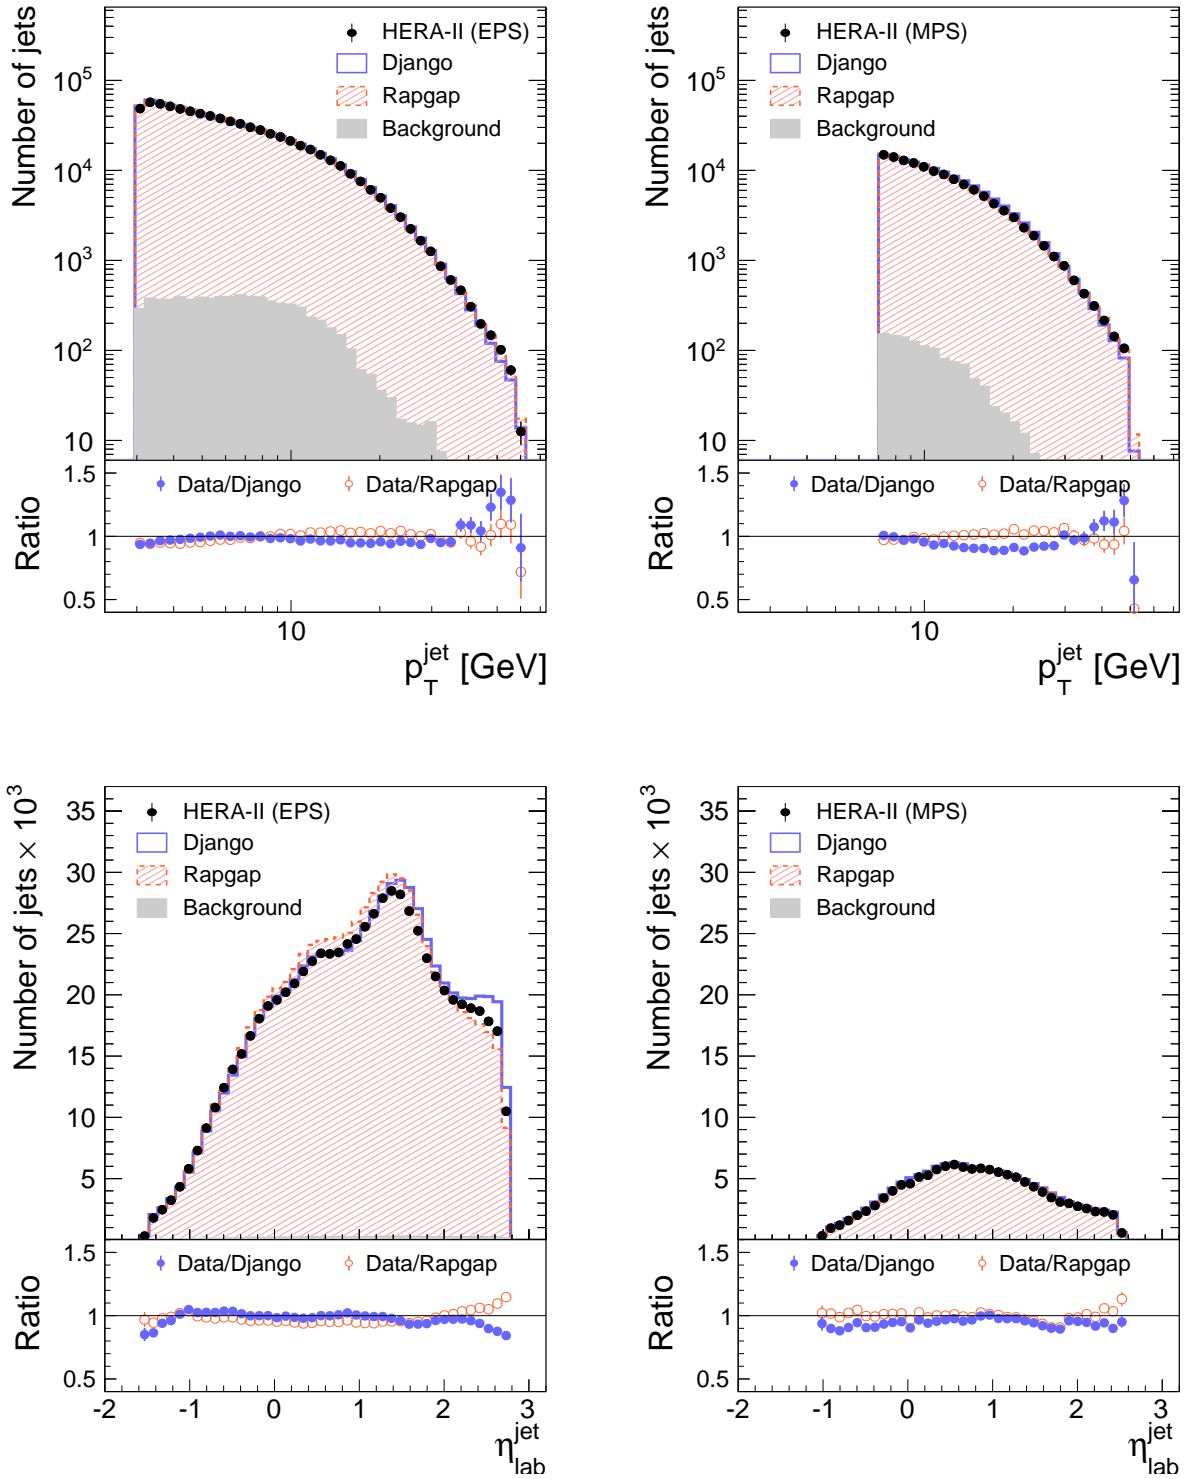 Number of jets
HERA-II (EPS)
Django
Rapgap
Background
10^5
10^4
10^3
10^2
10
Ratio
1.5
1
0.5
Data/Django
Data/Rapgap
10
p_T^jet [GeV]
Number of jets
HERA-II (MPS)
Django
Rapgap
Background
10^5
10^4
10^3
10^2
10
Ratio
1.5
1
0.5
Data/Django
Data/Rapgap
10
p_T^jet [GeV]
Number of jets × 10^3
HERA-II (EPS)
Django
Rapgap
Background
35
30
25
20
15
10
5
Ratio
1.5
1
0.5
Data/Django
Data/Rapgap
-2 -1 0 1 2 3
η_lab^jet
Number of jets × 10^3
HERA-II (MPS)
Django
Rapgap
Background
35
30
25
20
15
10
5
Ratio
1.5
1
0.5
Data/Django
Data/Rapgap
-2 -1 0 1 2 3
η_lab^jet